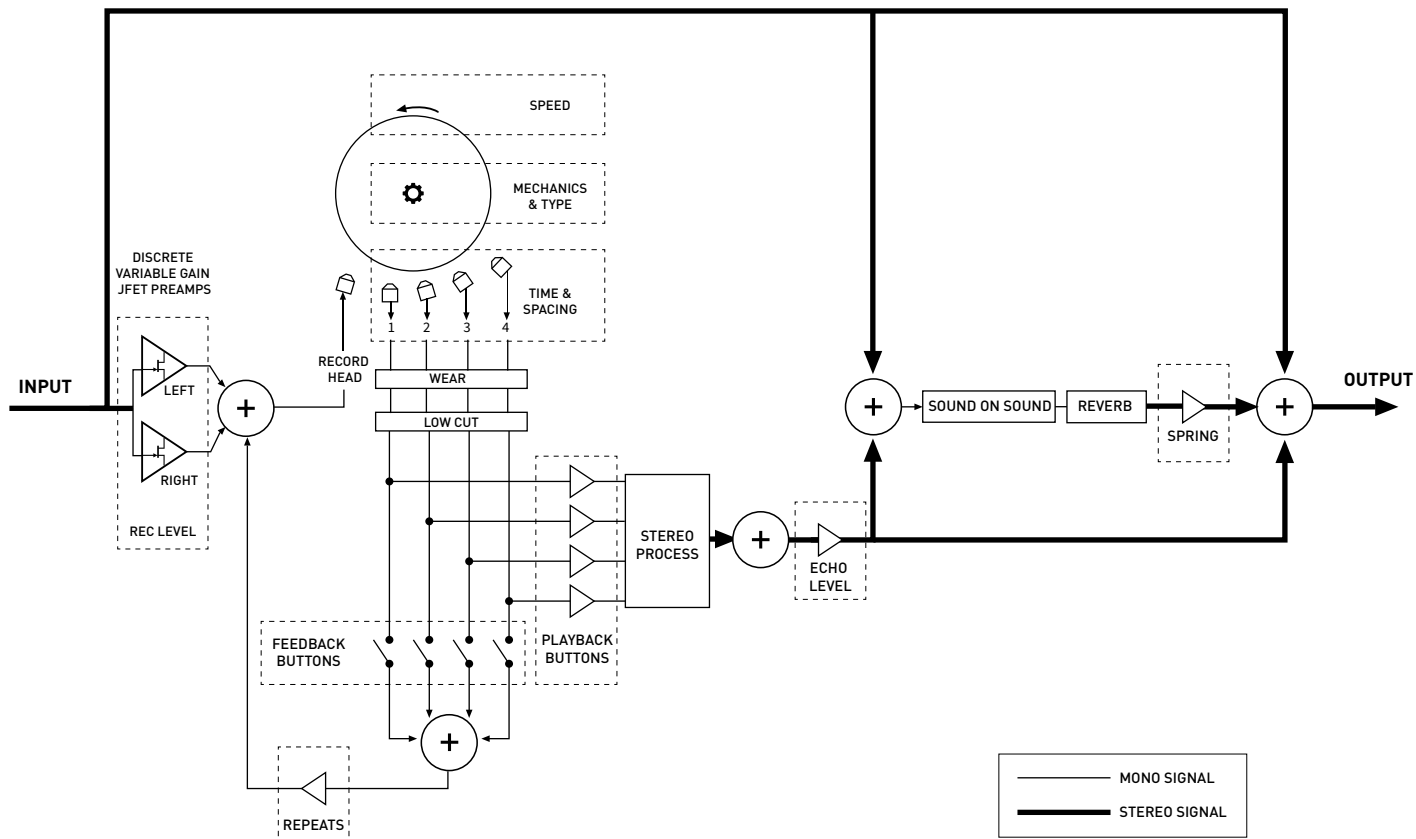 SPEED
MECHANICS
& TYPE
DISCRETE
VARIABLE GAIN
JFET PREAMPS
TIME &
SPACING
1
2
3
4
RECORD
HEAD
WEAR
LOW CUT
INPUT
LEFT
RIGHT
REC LEVEL
+
+
SOUND ON SOUND
REVERB
SPRING
+
OUTPUT
STEREO
PROCESS
+
ECHO
LEVEL
FEEDBACK
BUTTONS
PLAYBACK
BUTTONS
+
REPEATS
MONO SIGNAL
STEREO SIGNAL